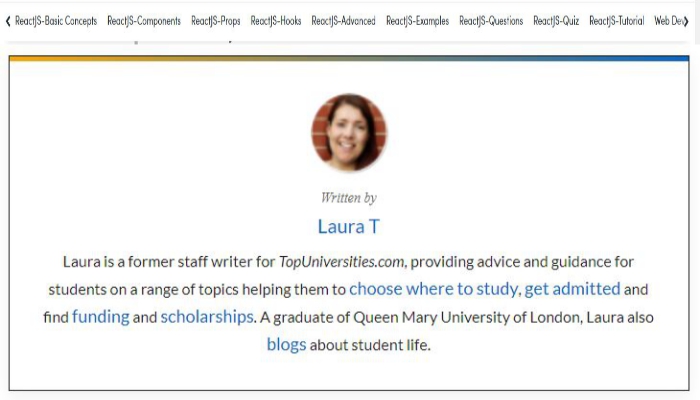 ReactJS-Basic Concepts ReactJS-Components ReactJS-Props ReactJS-Hooks ReactJS-Advanced ReactJS-Examples ReactJS-Questions ReactJS-Quiz ReactJS-Tutorial Web Dev
Written by
Laura T
Laura is a former staff writer for TopUniversities.com, providing advice and guidance for
students on a range of topics helping them to choose where to study, get admitted and
find funding and scholarships. A graduate of Queen Mary University of London, Laura also
blogs about student life.